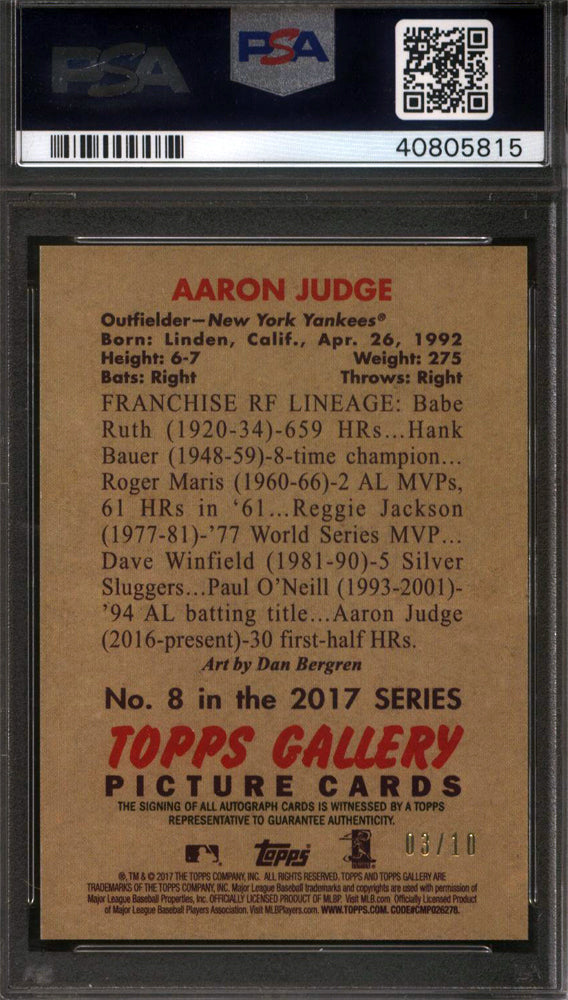 PSA
PSA
40805815
AARON JUDGE
Outfielder—New York Yankees®
Born: Linden, Calif., Apr. 26, 1992
Height: 6-7 Weight: 275
Bats: Right Throws: Right
FRANCHISE RF LINEAGE: Babe
Ruth (1920-34)-659 HRs...Hank
Bauer (1948-59)-8-time champion...
Roger Maris (1960-66)-2 AL MVPs,
61 HRs in ‘61...Reggie Jackson
(1977-81)-’77 World Series MVP...
Dave Winfield (1981-90)-5 Silver
Sluggers...Paul O’Neill (1993-2001)-
’94 AL batting title...Aaron Judge
(2016-present)-30 first-half HRs.
Art by Dan Bergren
No. 8 in the 2017 SERIES
TOPPS GALLERY
PICTURE CARDS
THE SIGNING OF ALL AUTOGRAPH CARDS IS WITNESSED BY A TOPPS
REPRESENTATIVE TO GUARANTEE AUTHENTICITY.
Topps 03/10
®, TM & © 2017 THE TOPPS COMPANY, INC. ALL RIGHTS RESERVED. TOPPS AND TOPPS GALLERY ARE
TRADEMARKS OF THE TOPPS COMPANY, INC. Major League Baseball trademarks and copyrights are used with permission of
Major League Baseball Properties, Inc. OFFICIALLY LICENSED PRODUCT OF MLBP. Visit MLB.com Officially Licensed Product
of Major League Baseball Players Association. Visit MLBPlayers.com. WWW.TOPPS.COM. CODE#CMP026278.